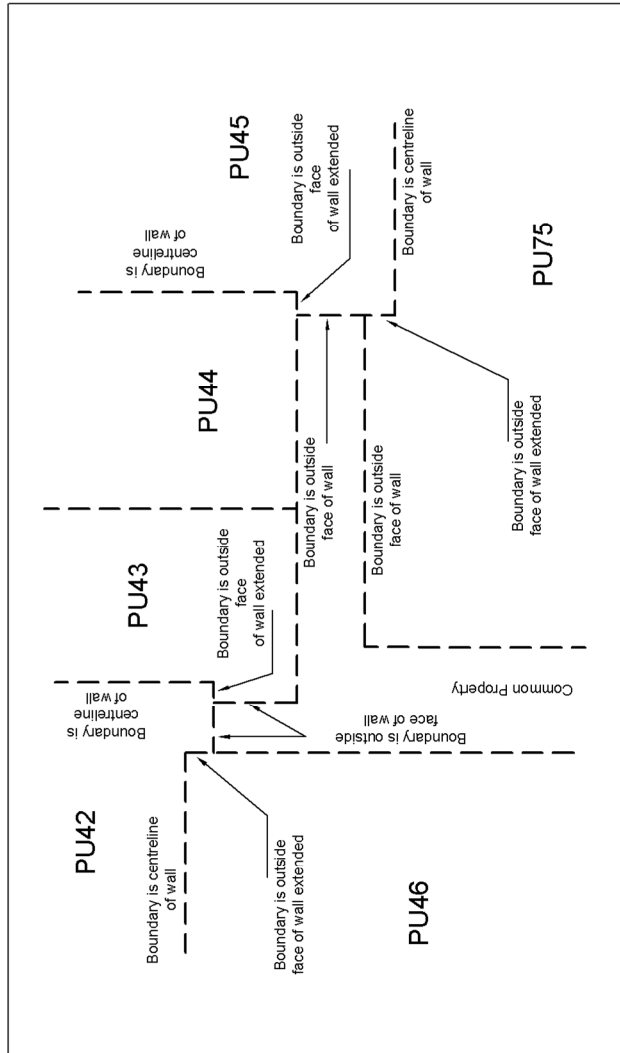 PU42
PU43
PU44
PU45
Boundary is
centreline
of wall
Boundary is
centreline
of wall
Boundary is centreline
of wall
Boundary is outside
face of wall extended
Boundary is outside
face
of wall extended
Boundary is outside
face of wall
Boundary is outside
face
of wall extended
Boundary is centreline
of wall
Boundary is outside
face of wall
Boundary is outside
face of wall
Boundary is outside
face of wall extended
Common Property
PU46
PU75